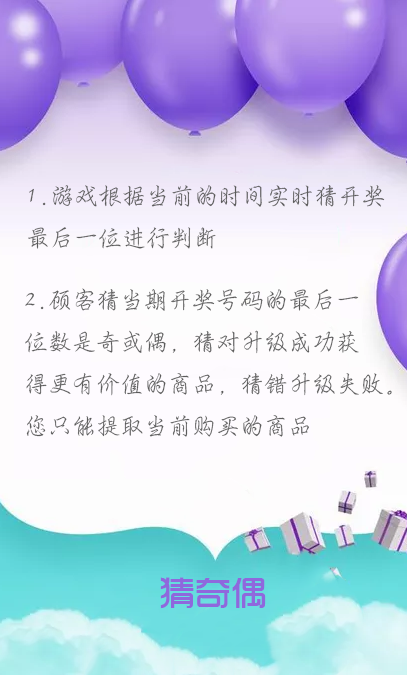 1.游戏根据当前的时间实时猜开奖
最后一位进行判断
2.顾客猜当期开奖号码的最后一
位数是奇或偶，猜对升级成功获
得更有价值的商品，猜错升级失败。
您只能提取当前购买的商品
猜奇偶